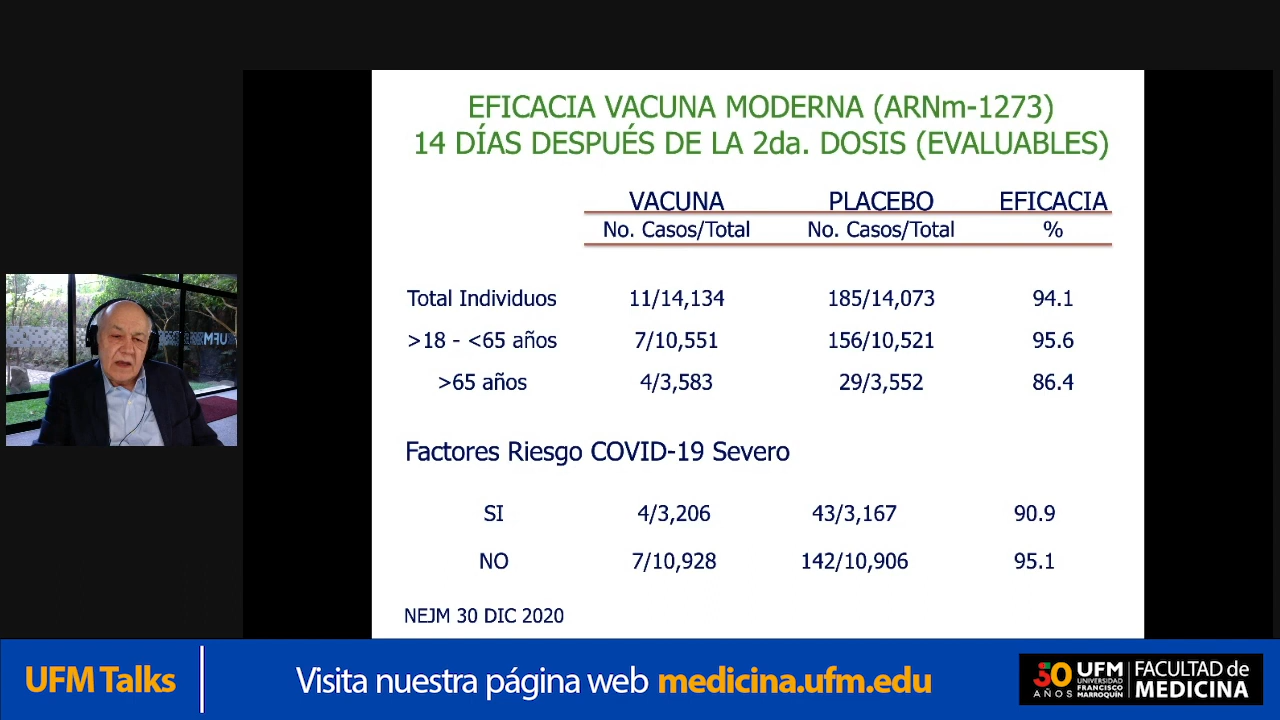 EFICACIA VACUNA MODERNA (ARNm-1273)
14 DÍAS DESPUÉS DE LA 2da. DOSIS (EVALUABLES)
VACUNA PLACEBO EFICACIA
No. Casos/Total No. Casos/Total %
Total Individuos 11/14,134 185/14,073 94.1
>18 - <65 años 7/10,551 156/10,521 95.6
>65 años 4/3,583 29/3,552 86.4
Factores Riesgo COVID-19 Severo
SI 4/3,206 43/3,167 90.9
NO 7/10,928 142/10,906 95.1
NEJM 30 DIC 2020
UFM
UFM Talks
Visita nuestra página web medicina.ufm.edu
50 AÑOS
UFM
UNIVERSIDAD
FRANCISCO
MARROQUÍN
FACULTAD de
MEDICINA